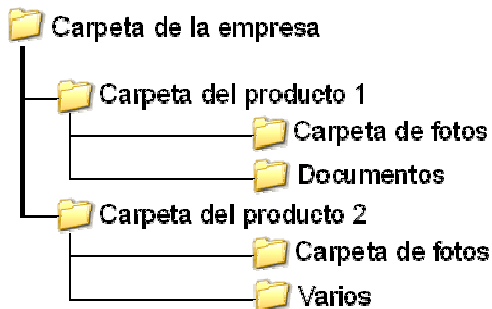 Carpeta de la empresa
Carpeta del producto 1
Carpeta de fotos
Documentos
Carpeta del producto 2
Carpeta de fotos
Varios